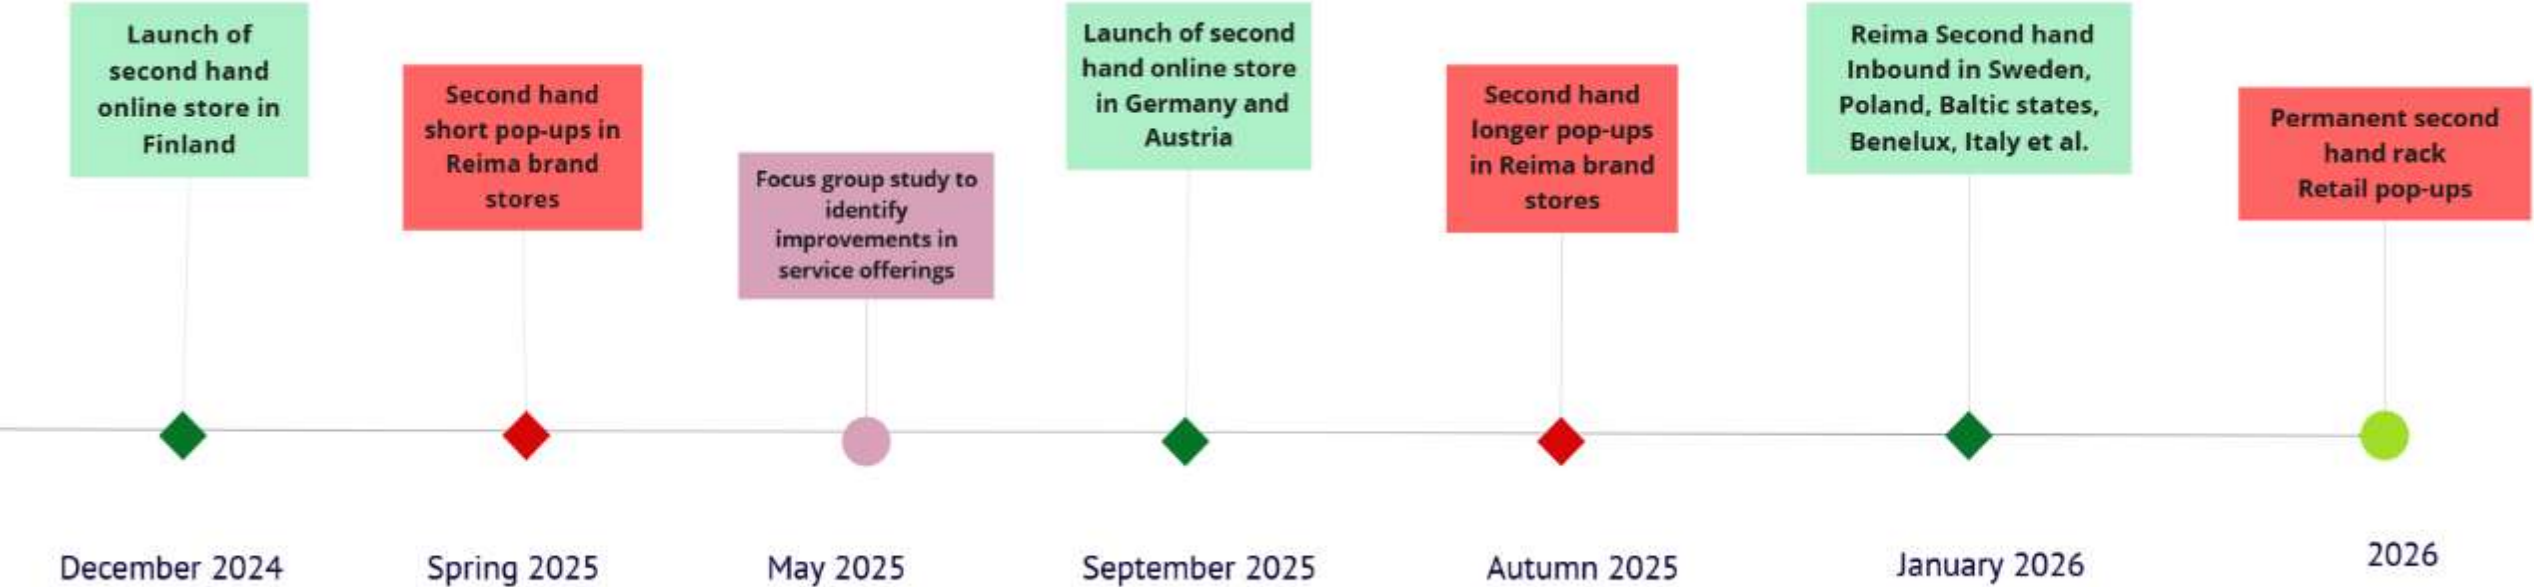 Launch of
second hand
online store in
Finland
Second hand
short pop-ups in
Reima brand
stores
Focus group study to
identify
improvements in
service offerings
Launch of second
hand online store
in Germany and
Austria
Second hand
longer pop-ups
in Reima brand
stores
Reima Second hand
Inbound in Sweden,
Poland, Baltic states,
Benelux, Italy et al.
Permanent second
hand rack
Retail pop-ups
December 2024
Spring 2025
May 2025
September 2025
Autumn 2025
January 2026
2026